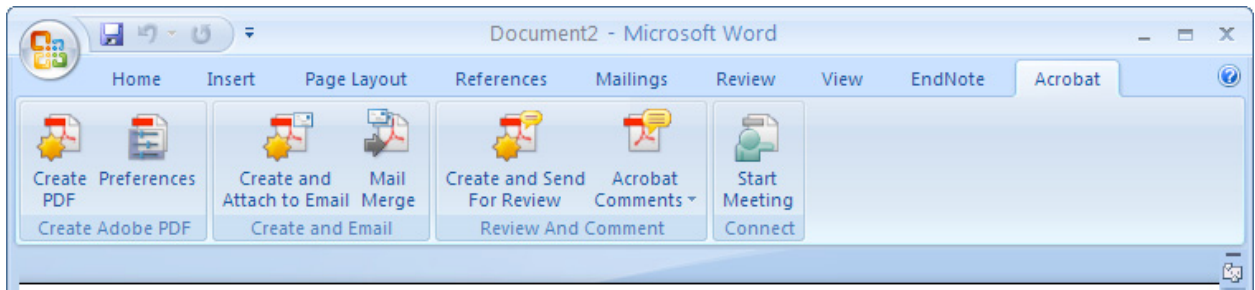 Document2 - Microsoft Word
Home Insert Page Layout References Mailings Review View EndNote Acrobat
Create Preferences Create and Mail Create and Send Acrobat Start
PDF Attach to Email Merge For Review Comments Meeting
Create Adobe PDF Create and Email Review And Comment Connect